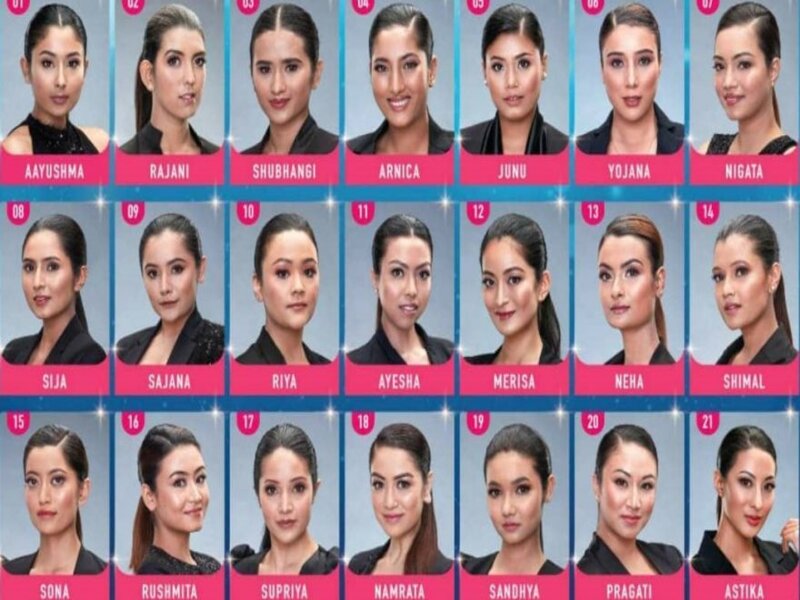 01 02 03 04 05 06 07
AAYUSHMA RAJANI SHUBHANGI ARNICA JUNU YOJANA NIGATA
08 09 10 11 12 13 14
SIJA SAJANA RIYA AYESHA MERISA NEHA SHIMAL
15 16 17 18 19 20 21
SONA RUSHMITA SUPRIYA NAMRATA SANDHYA PRAGATI ASTIKA